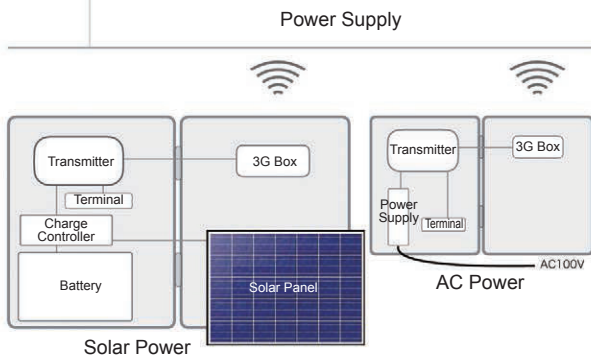 Power Supply
Transmitter
3G Box
Terminal
Charge
Controller
Battery
Solar Panel
Solar Power
Transmitter
3G Box
Power
Supply
Terminal
AC100V
AC Power